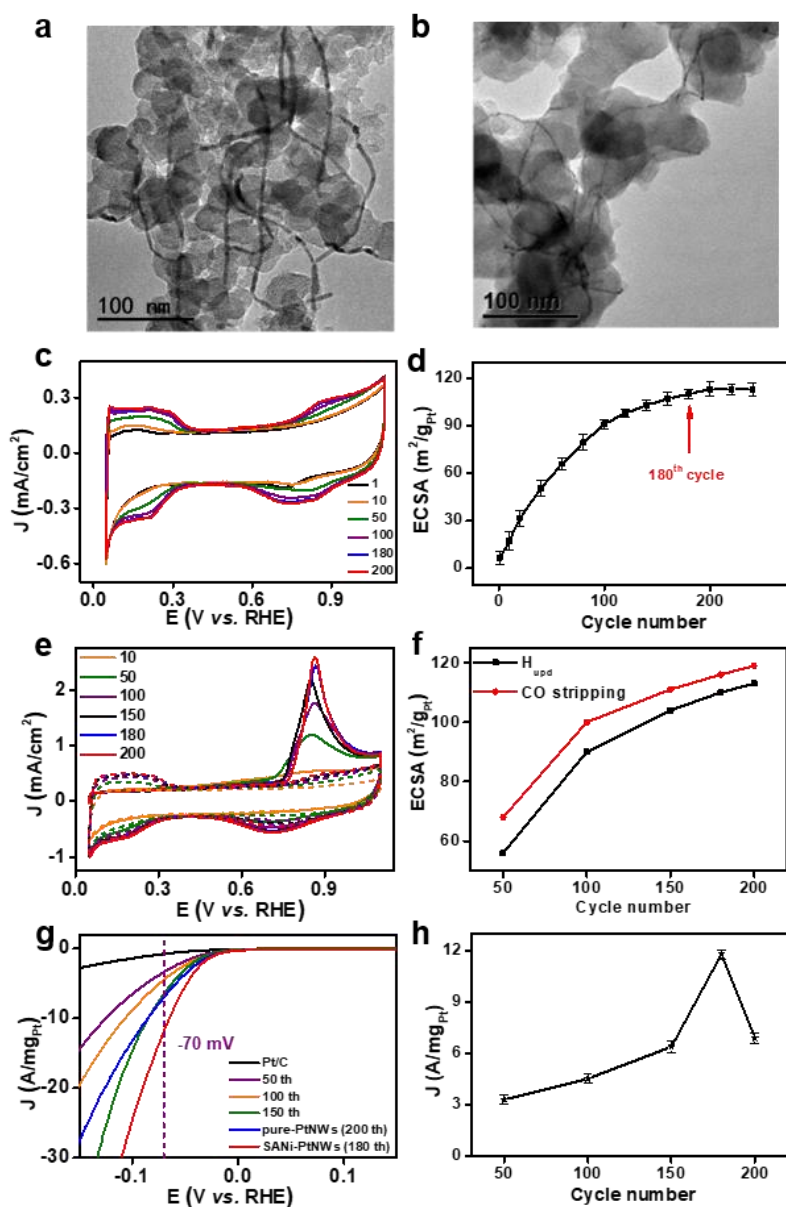 a
b
100 nm
100 nm
c
J (mA/cm2)
0.3
0.0
-0.3
-0.6
1
10
50
100
180
200
0.0 0.3 0.6 0.9
E (V vs. RHE)
d
ECSA (m2/gPt)
120
90
60
30
0
180th cycle
0 100 200
Cycle number
e
J (mA/cm2)
2
1
0
-1
10
50
100
150
180
200
0.0 0.3 0.6 0.9
E (V vs. RHE)
f
ECSA (m2/gPt)
120
100
80
60
Hupd
CO stripping
50 100 150 200
Cycle number
g
J (A/mgPt)
0
-10
-20
-30
-70 mV
Pt/C
50 th
100 th
150 th
pure-PtNWs (200 th)
SANi-PtNWs (180 th)
-0.1 0.0 0.1
E (V vs. RHE)
h
J (A/mgPt)
12
9
6
3
0
50 100 150 200
Cycle number